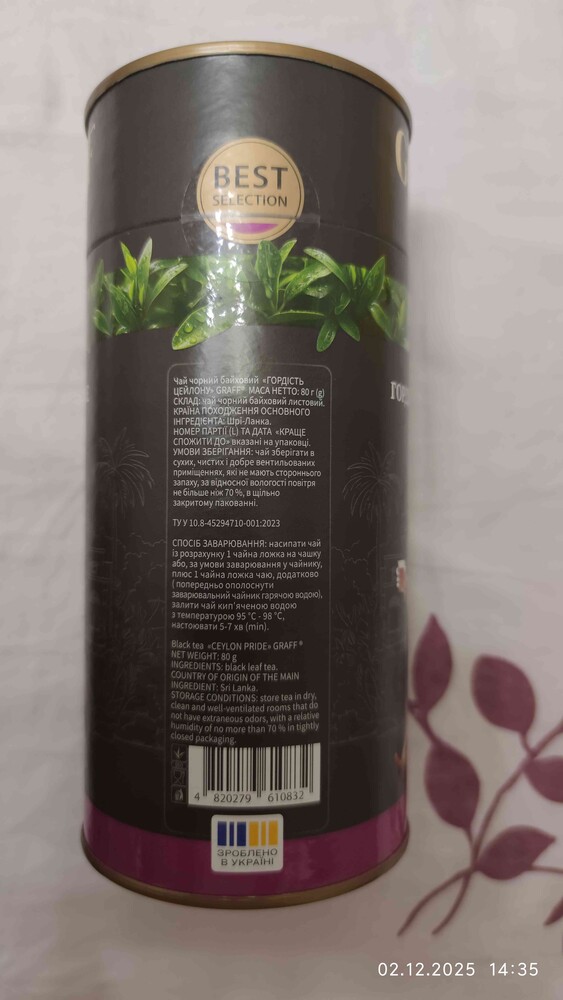 BEST
SELECTION
Чай чорний байховий «ГОРДІСТЬ
ЦЕЙЛОНУ» GRAFF® МАСА НЕТТО: 80 г (g)
СКЛАД: чай чорний байховий листовий.
КРАЇНА ПОХОДЖЕННЯ ОСНОВНОГО
ІНГРЕДІЄНТА: Шрі-Ланка.
НОМЕР ПАРТІЇ (L) ТА ДАТА «КРАЩЕ
СПОЖИТИ ДО» вказані на упаковці.
УМОВИ ЗБЕРІГАННЯ: чай зберігати в
сухих, чистих і добре вентильованих
приміщеннях, які не мають стороннього
запаху, за відносної вологості повітря
не більше ніж 70 %, в щільно
закритому пакованні.
ТУ У 10.8-45294710-001:2023
СПОСІБ ЗАВАРЮВАННЯ: насипати чай
із розрахунку 1 чайна ложка на чашку
або, за умови заварювання у чайнику,
плюс 1 чайна ложка чаю, додатково
( попередньо ополоснути
заварювальний чайник гарячою водою),
залити чай кип'яченою водою
з температурою 95 °C - 98 °C,
настоювати 5-7 хв (min).
Black tea «CEYLON PRIDE» GRAFF®
NET WEIGHT: 80 g
INGREDIENTS: black leaf tea.
COUNTRY OF ORIGIN OF THE MAIN
INGREDIENT: Sri Lanka.
STORAGE CONDITIONS: store tea in dry,
clean and well-ventilated rooms that do
not have extraneous odors, with a relative
humidity of no more than 70 % in tightly
closed packaging.
4 820279 610832
ЗРОБЛЕНО
В УКРАЇНІ
02.12.2025 14:35